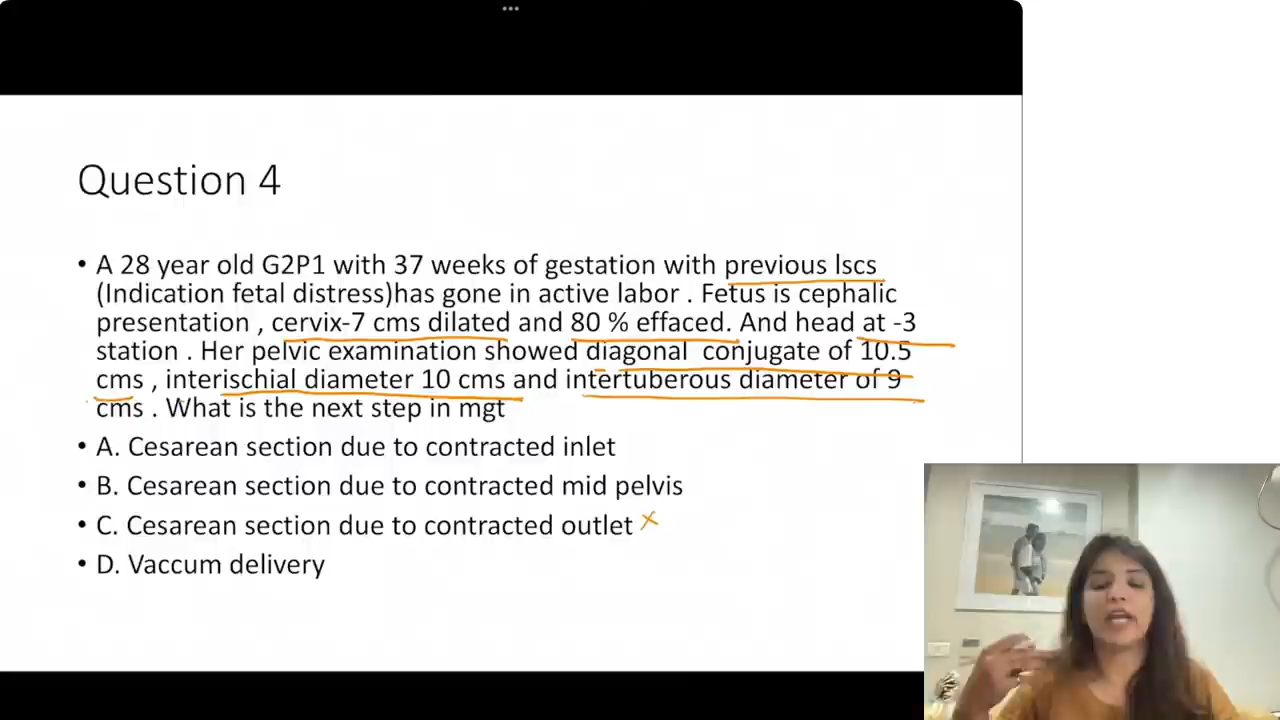 Question 4
• A 28 year old G2P1 with 37 weeks of gestation with previous lscs
(Indication fetal distress)has gone in active labor . Fetus is cephalic
presentation , cervix-7 cms dilated and 80 % effaced. And head at -3
station . Her pelvic examination showed diagonal conjugate of 10.5
cms , interischial diameter 10 cms and intertuberous diameter of 9
cms . What is the next step in mgt
• A. Cesarean section due to contracted inlet
• B. Cesarean section due to contracted mid pelvis
• C. Cesarean section due to contracted outlet ×
• D. Vaccum delivery